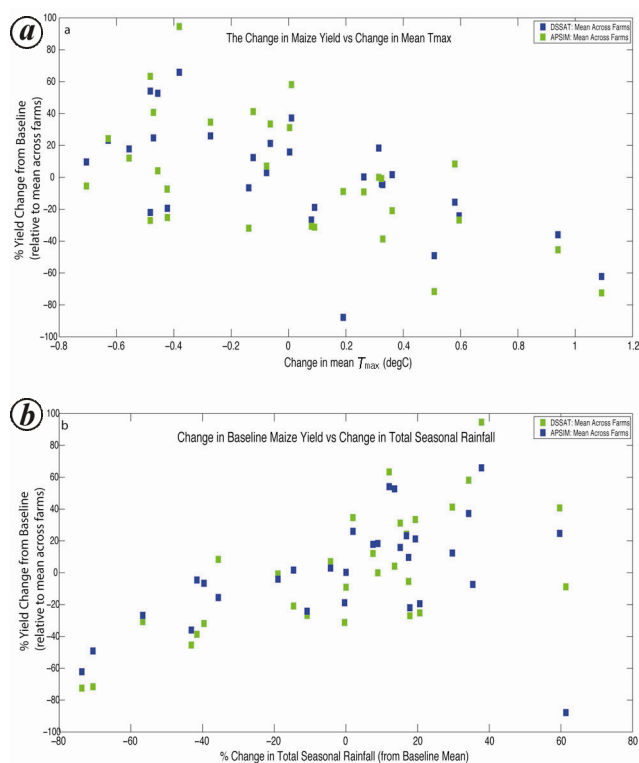 a
a
The Change in Maize Yield vs Change in Mean Tmax
DSSAT: Mean Across Farms
APSIM: Mean Across Farms
% Yield Change from Baseline
(relative to mean across farms)
100
80
60
40
20
0
-20
-40
-60
-80
-100
-0.8 -0.6 -0.4 -0.2 0 0.2 0.4 0.6 0.8 1 1.2
Change in mean Tmax (degC)
b
b
Change in Baseline Maize Yield vs Change in Total Seasonal Rainfall
DSSAT: Mean Across Farms
APSIM: Mean Across Farms
% Yield Change from Baseline
(relative to mean across farms)
100
80
60
40
20
0
-20
-40
-60
-80
-100
-80 -60 -40 -20 0 20 40 60 80
% Change in Total Seasonal Rainfall (from Baseline Mean)